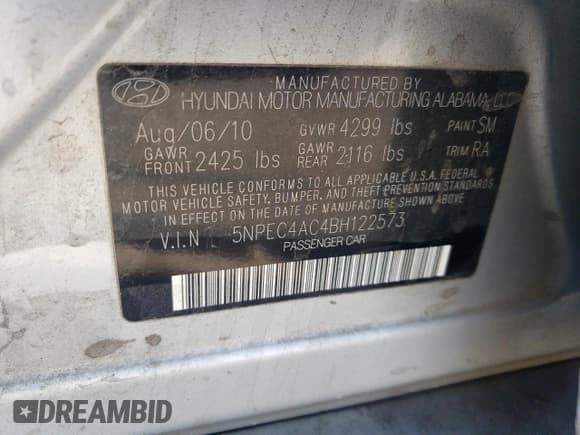 MANUFACTURED BY
HYUNDAI MOTOR MANUFACTURING ALABAMA, LLC
Aug/06/10 GVWR 4299 lbs PAINT SM
GAWR FRONT 2425 lbs GAWR REAR 2116 lbs TRIM RA
THIS VEHICLE CONFORMS TO ALL APPLICABLE U.S.A. FEDERAL
MOTOR VEHICLE SAFETY, BUMPER, AND THEFT PREVENTION STANDARDS
IN EFFECT ON THE DATE OF MANUFACTURE SHOWN ABOVE.
V.I.N 5NPEC4AC4BH122573
PASSENGER CAR
DREAMBID